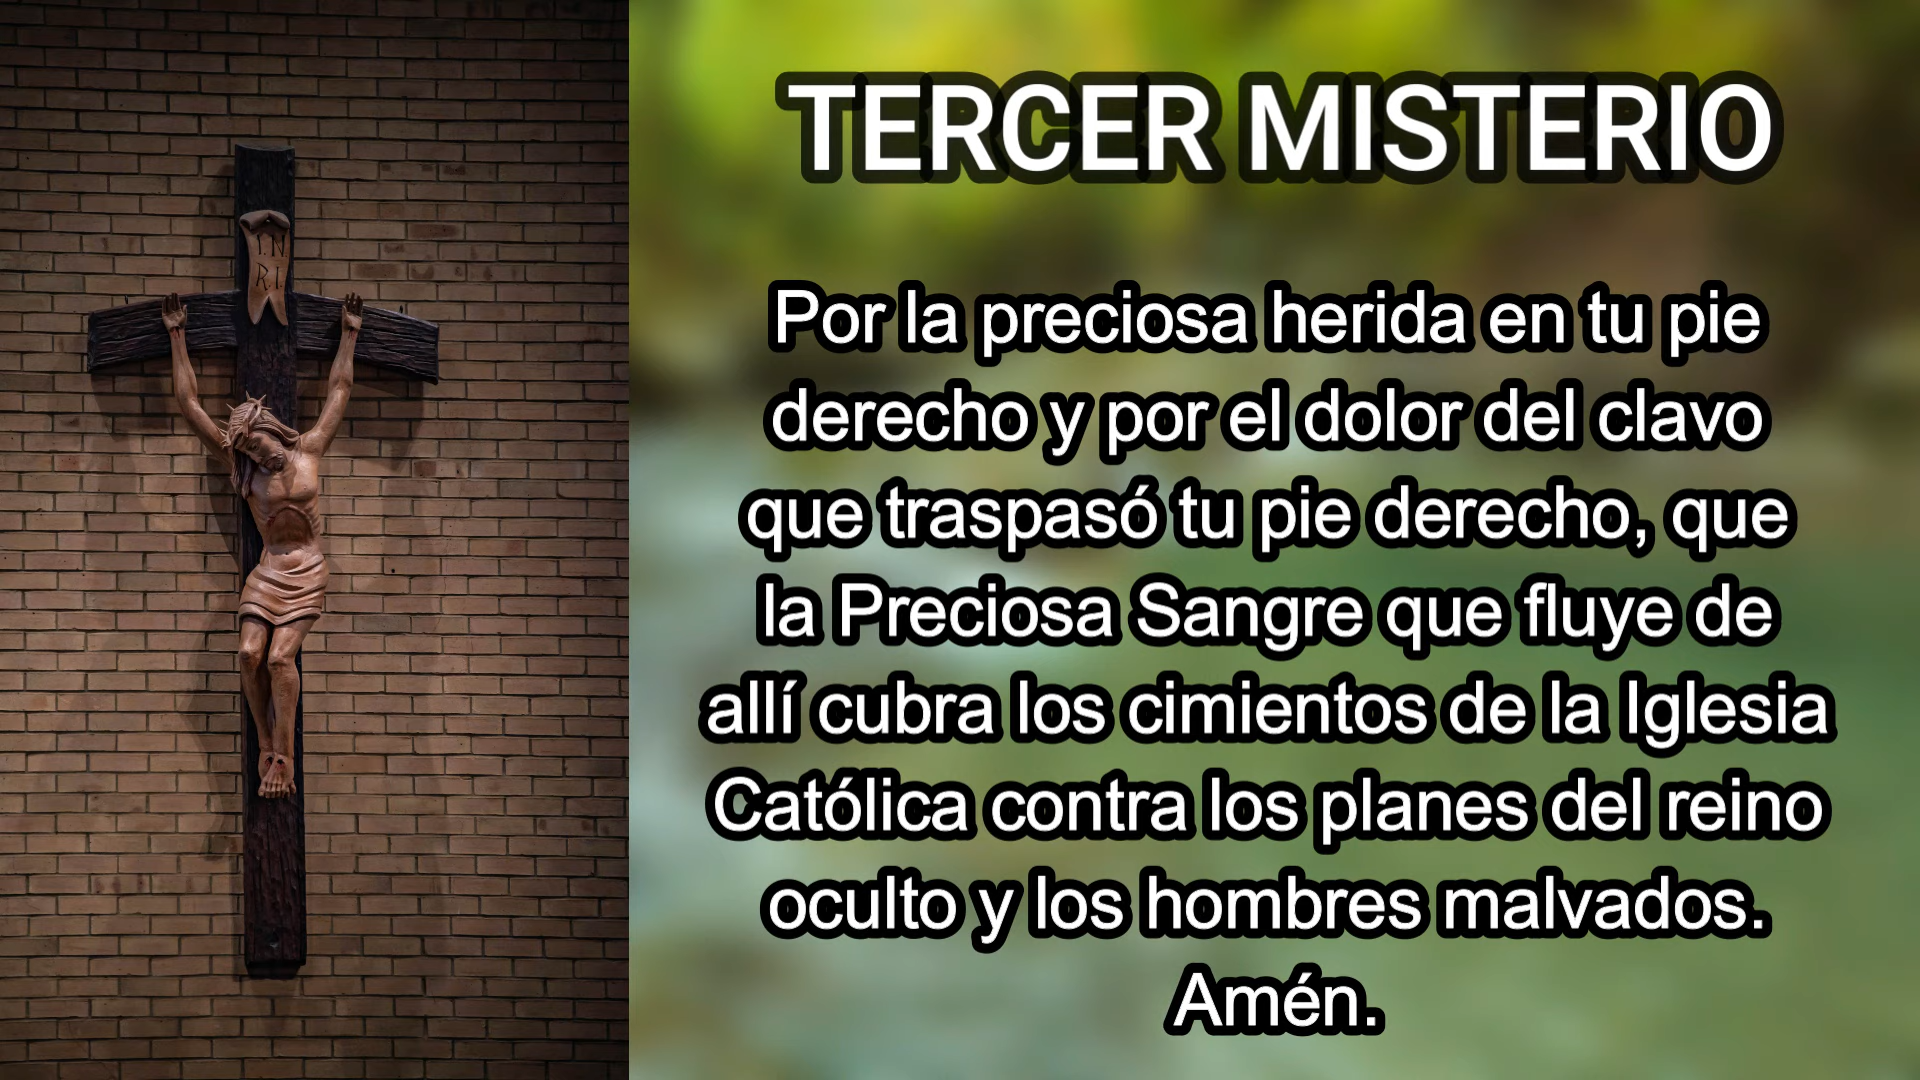 I.N.
R.I.
TERCER MISTERIO
Por la preciosa herida en tu pie
derecho y por el dolor del clavo
que traspasó tu pie derecho, que
la Preciosa Sangre que fluye de
allí cubra los cimientos de la Iglesia
Católica contra los planes del reino
oculto y los hombres malvados.
Amén.